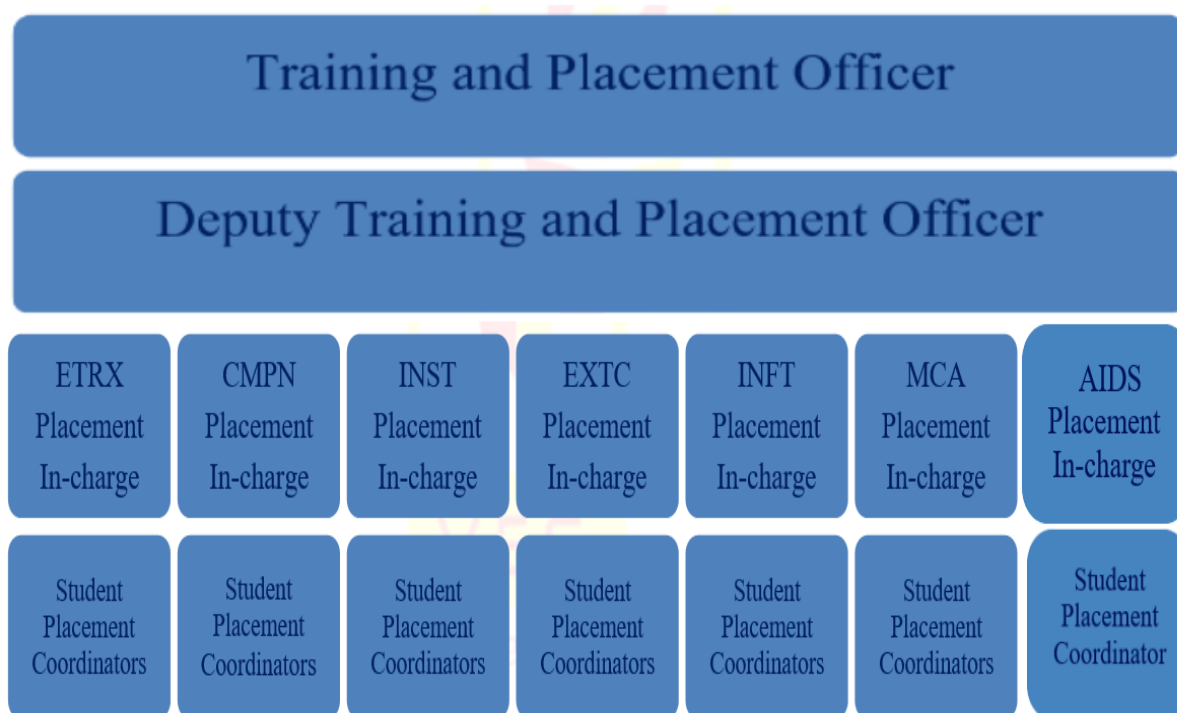 Training and Placement Officer
Deputy Training and Placement Officer
ETRX
Placement
In-charge
CMPN
Placement
In-charge
INST
Placement
In-charge
EXTC
Placement
In-charge
INFT
Placement
In-charge
MCA
Placement
In-charge
AIDS
Placement
In-charge
Student
Placement
Coordinators
Student
Placement
Coordinators
Student
Placement
Coordinators
Student
Placement
Coordinators
Student
Placement
Coordinators
Student
Placement
Coordinators
Student
Placement
Coordinator